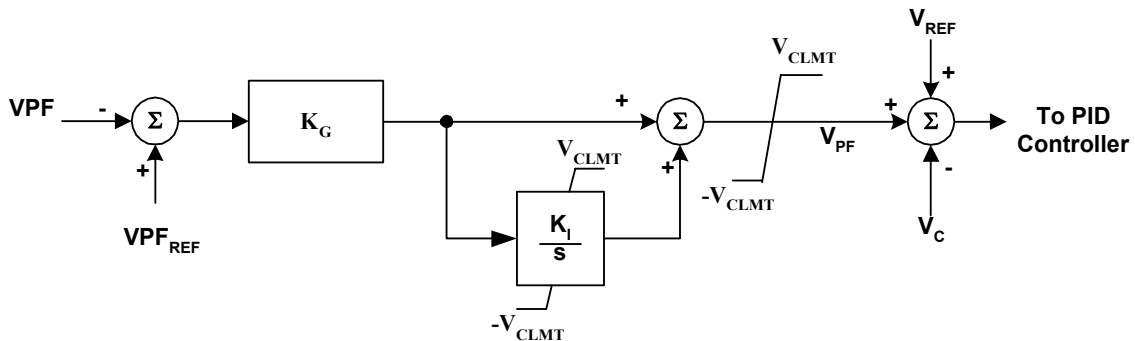 V_REF
V_CLMT
+
VPF
-
Σ
K_G
+
Σ
+
Σ
To PID
Controller
+
V_CLMT
+
V_PF
-
-V_CLMT
VPF_REF
K_I
s
V_C
-V_CLMT